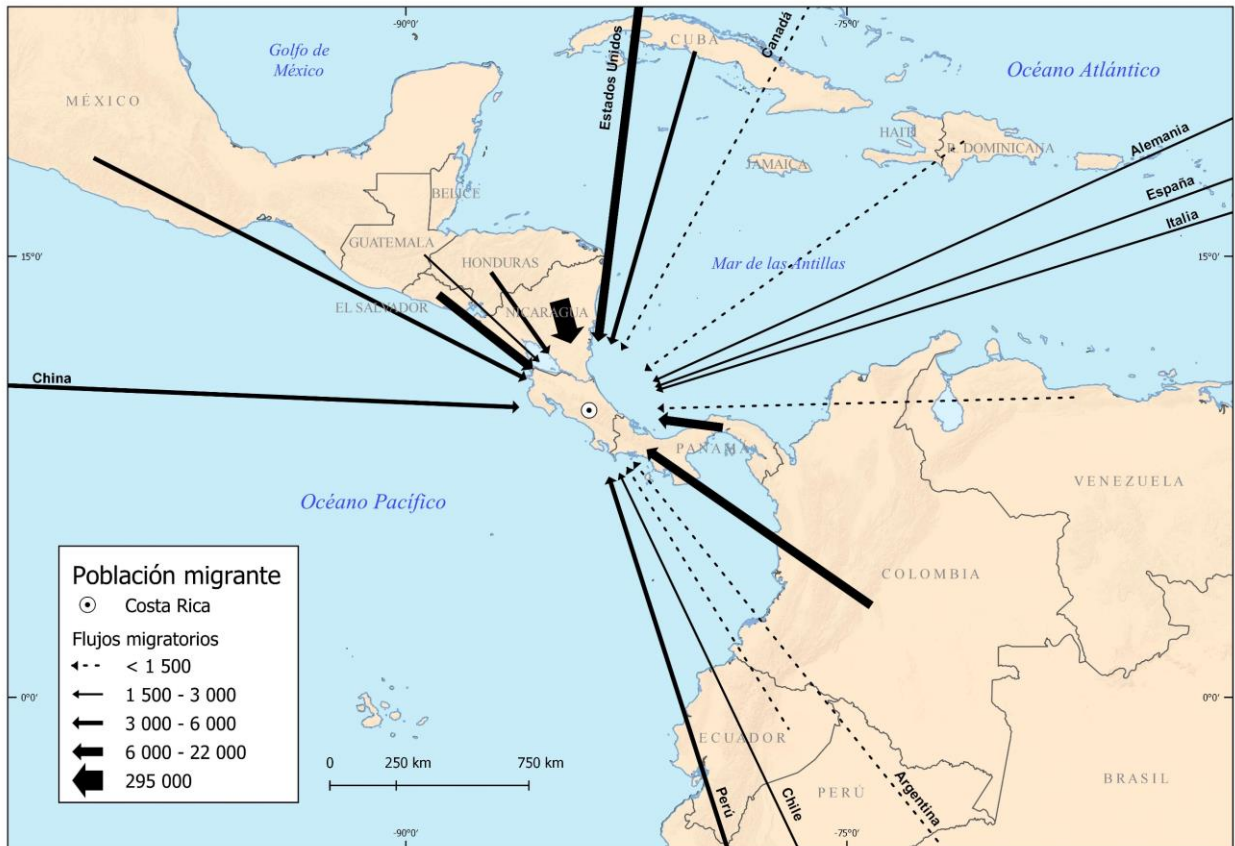 -90°0'
-75°0'
Golfo de
México
CUBA
Estados Unidos
Canadá
Océano Atlántico
MÉXICO
HAITÍ
R. DOMINICANA
JAMAICA
Alemania
España
Italia
BELICE
GUATEMALA
HONDURAS
15°0'
15°0'
Mar de las Antillas
EL SALVADOR
NICARAGUA
China
PANAMÁ
VENEZUELA
Océano Pacífico
COLOMBIA
Población migrante
Costa Rica
Flujos migratorios
< 1 500
1 500 - 3 000
3 000 - 6 000
6 000 - 22 000
295 000
0°0'
0°0'
0 250 km 750 km
ECUADOR
PERÚ
BRASIL
Perú
Chile
Argentina
-90°0'
-75°0'